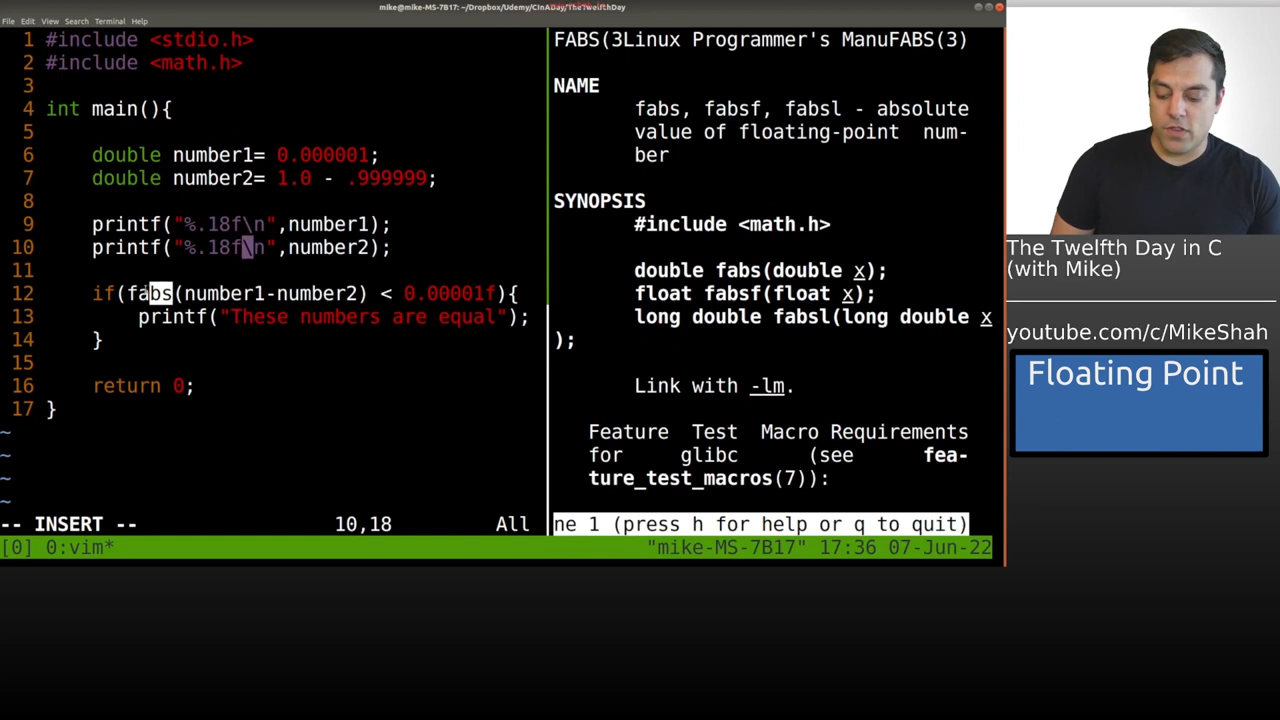 mike@mike-MS-7B17: ~/Dropbox/Udemy/CInADay/TheTwelfthDay
File Edit View Search Terminal Help
1 #include <stdio.h>
2 #include <math.h>
3
4 int main(){
5
6 double number1= 0.000001;
7 double number2= 1.0 - .999999;
8
9 printf("%.18f\n",number1);
10 printf("%.18f\n",number2);
11
12 if(fabs(number1-number2) < 0.00001f){
13 printf("These numbers are equal");
14 }
15
16 return 0;
17 }
~
~
~
~
-- INSERT -- 10,18 All
FABS(3Linux Programmer's ManuFABS(3)
NAME
fabs, fabsf, fabsl - absolute
value of floating-point num-
ber
SYNOPSIS
#include <math.h>
double fabs(double x);
float fabsf(float x);
long double fabsl(long double x
);
Link with -lm.
Feature Test Macro Requirements
for glibc (see fea-
ture_test_macros(7)):
ne 1 (press h for help or q to quit)
[0] 0:vim* "mike-MS-7B17" 17:36 07-Jun-22
The Twelfth Day in C
(with Mike)
youtube.com/c/MikeShah
Floating Point